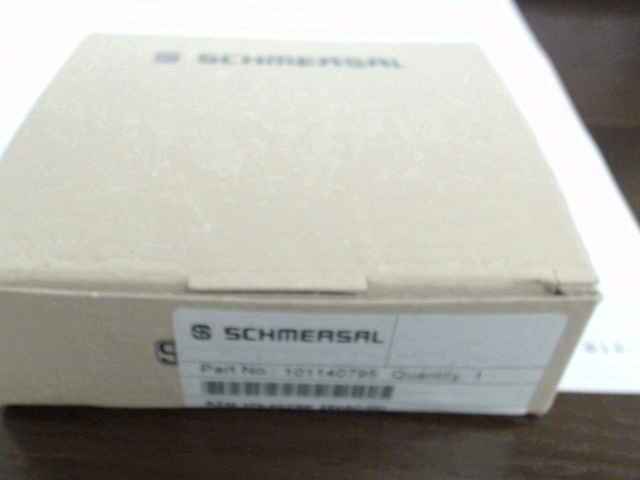 SCHMERSAL
SCHMERSAL
Part No.: 101140795 Quantity: 1